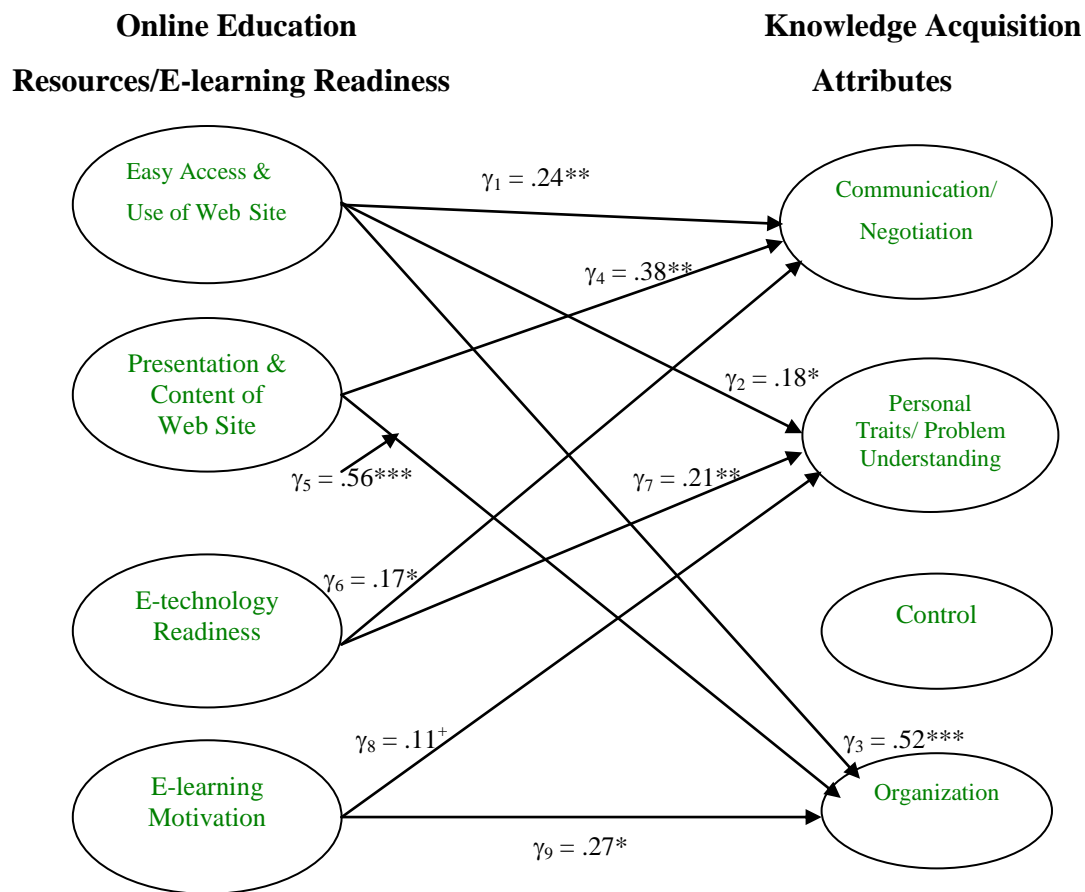 Online Education
Resources/E-learning Readiness
Knowledge Acquisition
Attributes
Easy Access &
Use of Web Site
γ1 = .24**
Communication/
Negotiation
γ4 = .38**
Presentation &
Content of
Web Site
γ2 = .18*
Personal
Traits/ Problem
Understanding
γ5 = .56***
γ7 = .21**
E-technology
Readiness
γ6 = .17*
Control
γ8 = .11+
γ3 = .52***
E-learning
Motivation
Organization
γ9 = .27*